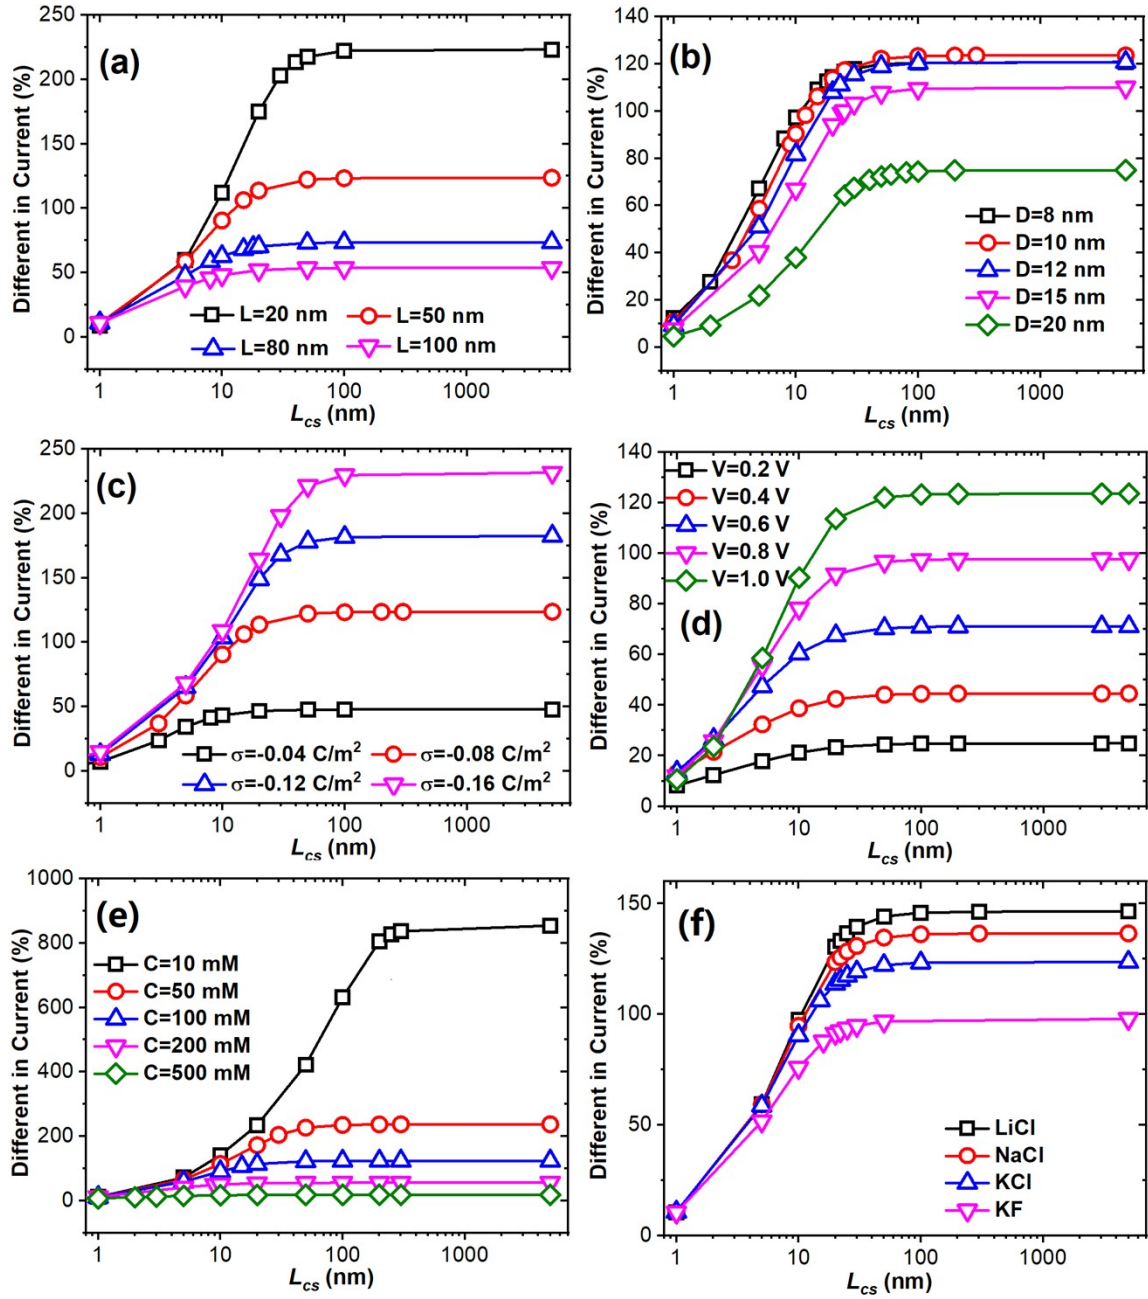 (a)
Different in Current (%)
250
200
150
100
50
0
L=20 nm L=50 nm
L=80 nm L=100 nm
1 10 100 1000
Lcs (nm)
(b)
Different in Current (%)
140
120
100
80
60
40
20
0
D=8 nm
D=10 nm
D=12 nm
D=15 nm
D=20 nm
1 10 100 1000
Lcs (nm)
(c)
Different in Current (%)
250
200
150
100
50
0
σ=-0.04 C/m² σ=-0.08 C/m²
σ=-0.12 C/m² σ=-0.16 C/m²
1 10 100 1000
Lcs (nm)
(d)
Different in Current (%)
140
120
100
80
60
40
20
0
V=0.2 V
V=0.4 V
V=0.6 V
V=0.8 V
V=1.0 V
1 10 100 1000
Lcs (nm)
(e)
Different in Current (%)
1000
800
600
400
200
0
C=10 mM
C=50 mM
C=100 mM
C=200 mM
C=500 mM
1 10 100 1000
Lcs (nm)
(f)
Different in Current (%)
150
100
50
0
LiCl
NaCl
KCl
KF
1 10 100 1000
Lcs (nm)